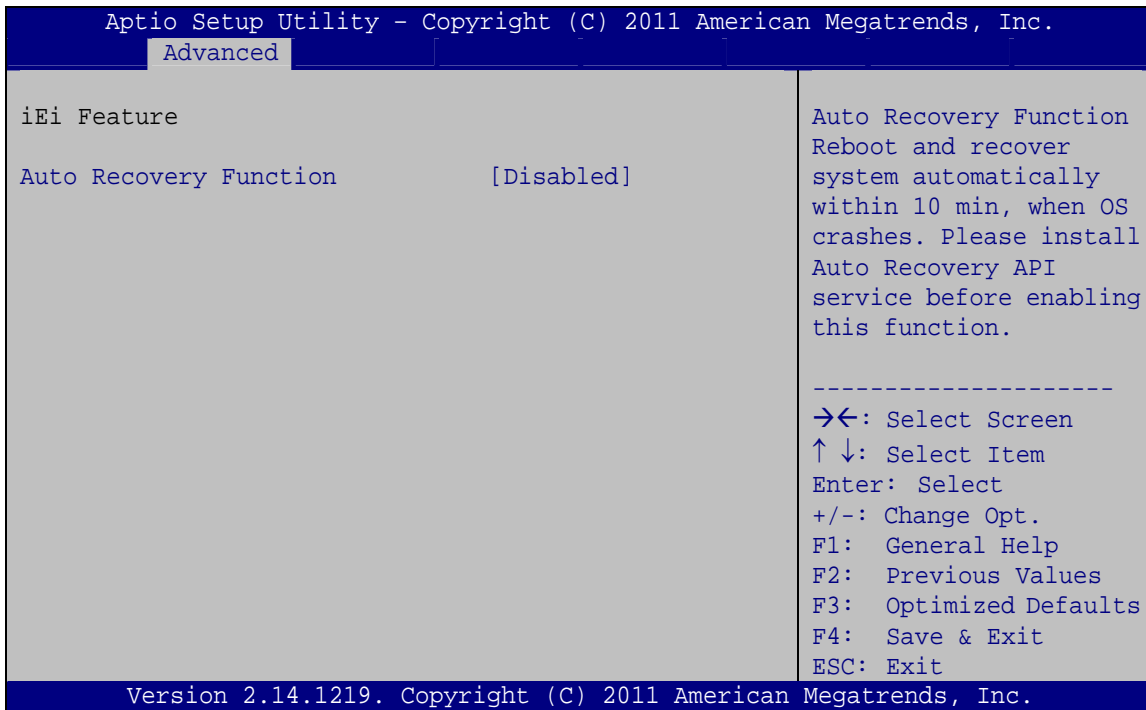 Aptio Setup Utility – Copyright (C) 2011 American Megatrends, Inc.
Advanced
iEi Feature
Auto Recovery Function [Disabled]
Auto Recovery Function
Reboot and recover
system automatically
within 10 min, when OS
crashes. Please install
Auto Recovery API
service before enabling
this function.
---------------------
→←: Select Screen
↑ ↓: Select Item
Enter: Select
+/-: Change Opt.
F1: General Help
F2: Previous Values
F3: Optimized Defaults
F4: Save & Exit
ESC: Exit
Version 2.14.1219. Copyright (C) 2011 American Megatrends, Inc.